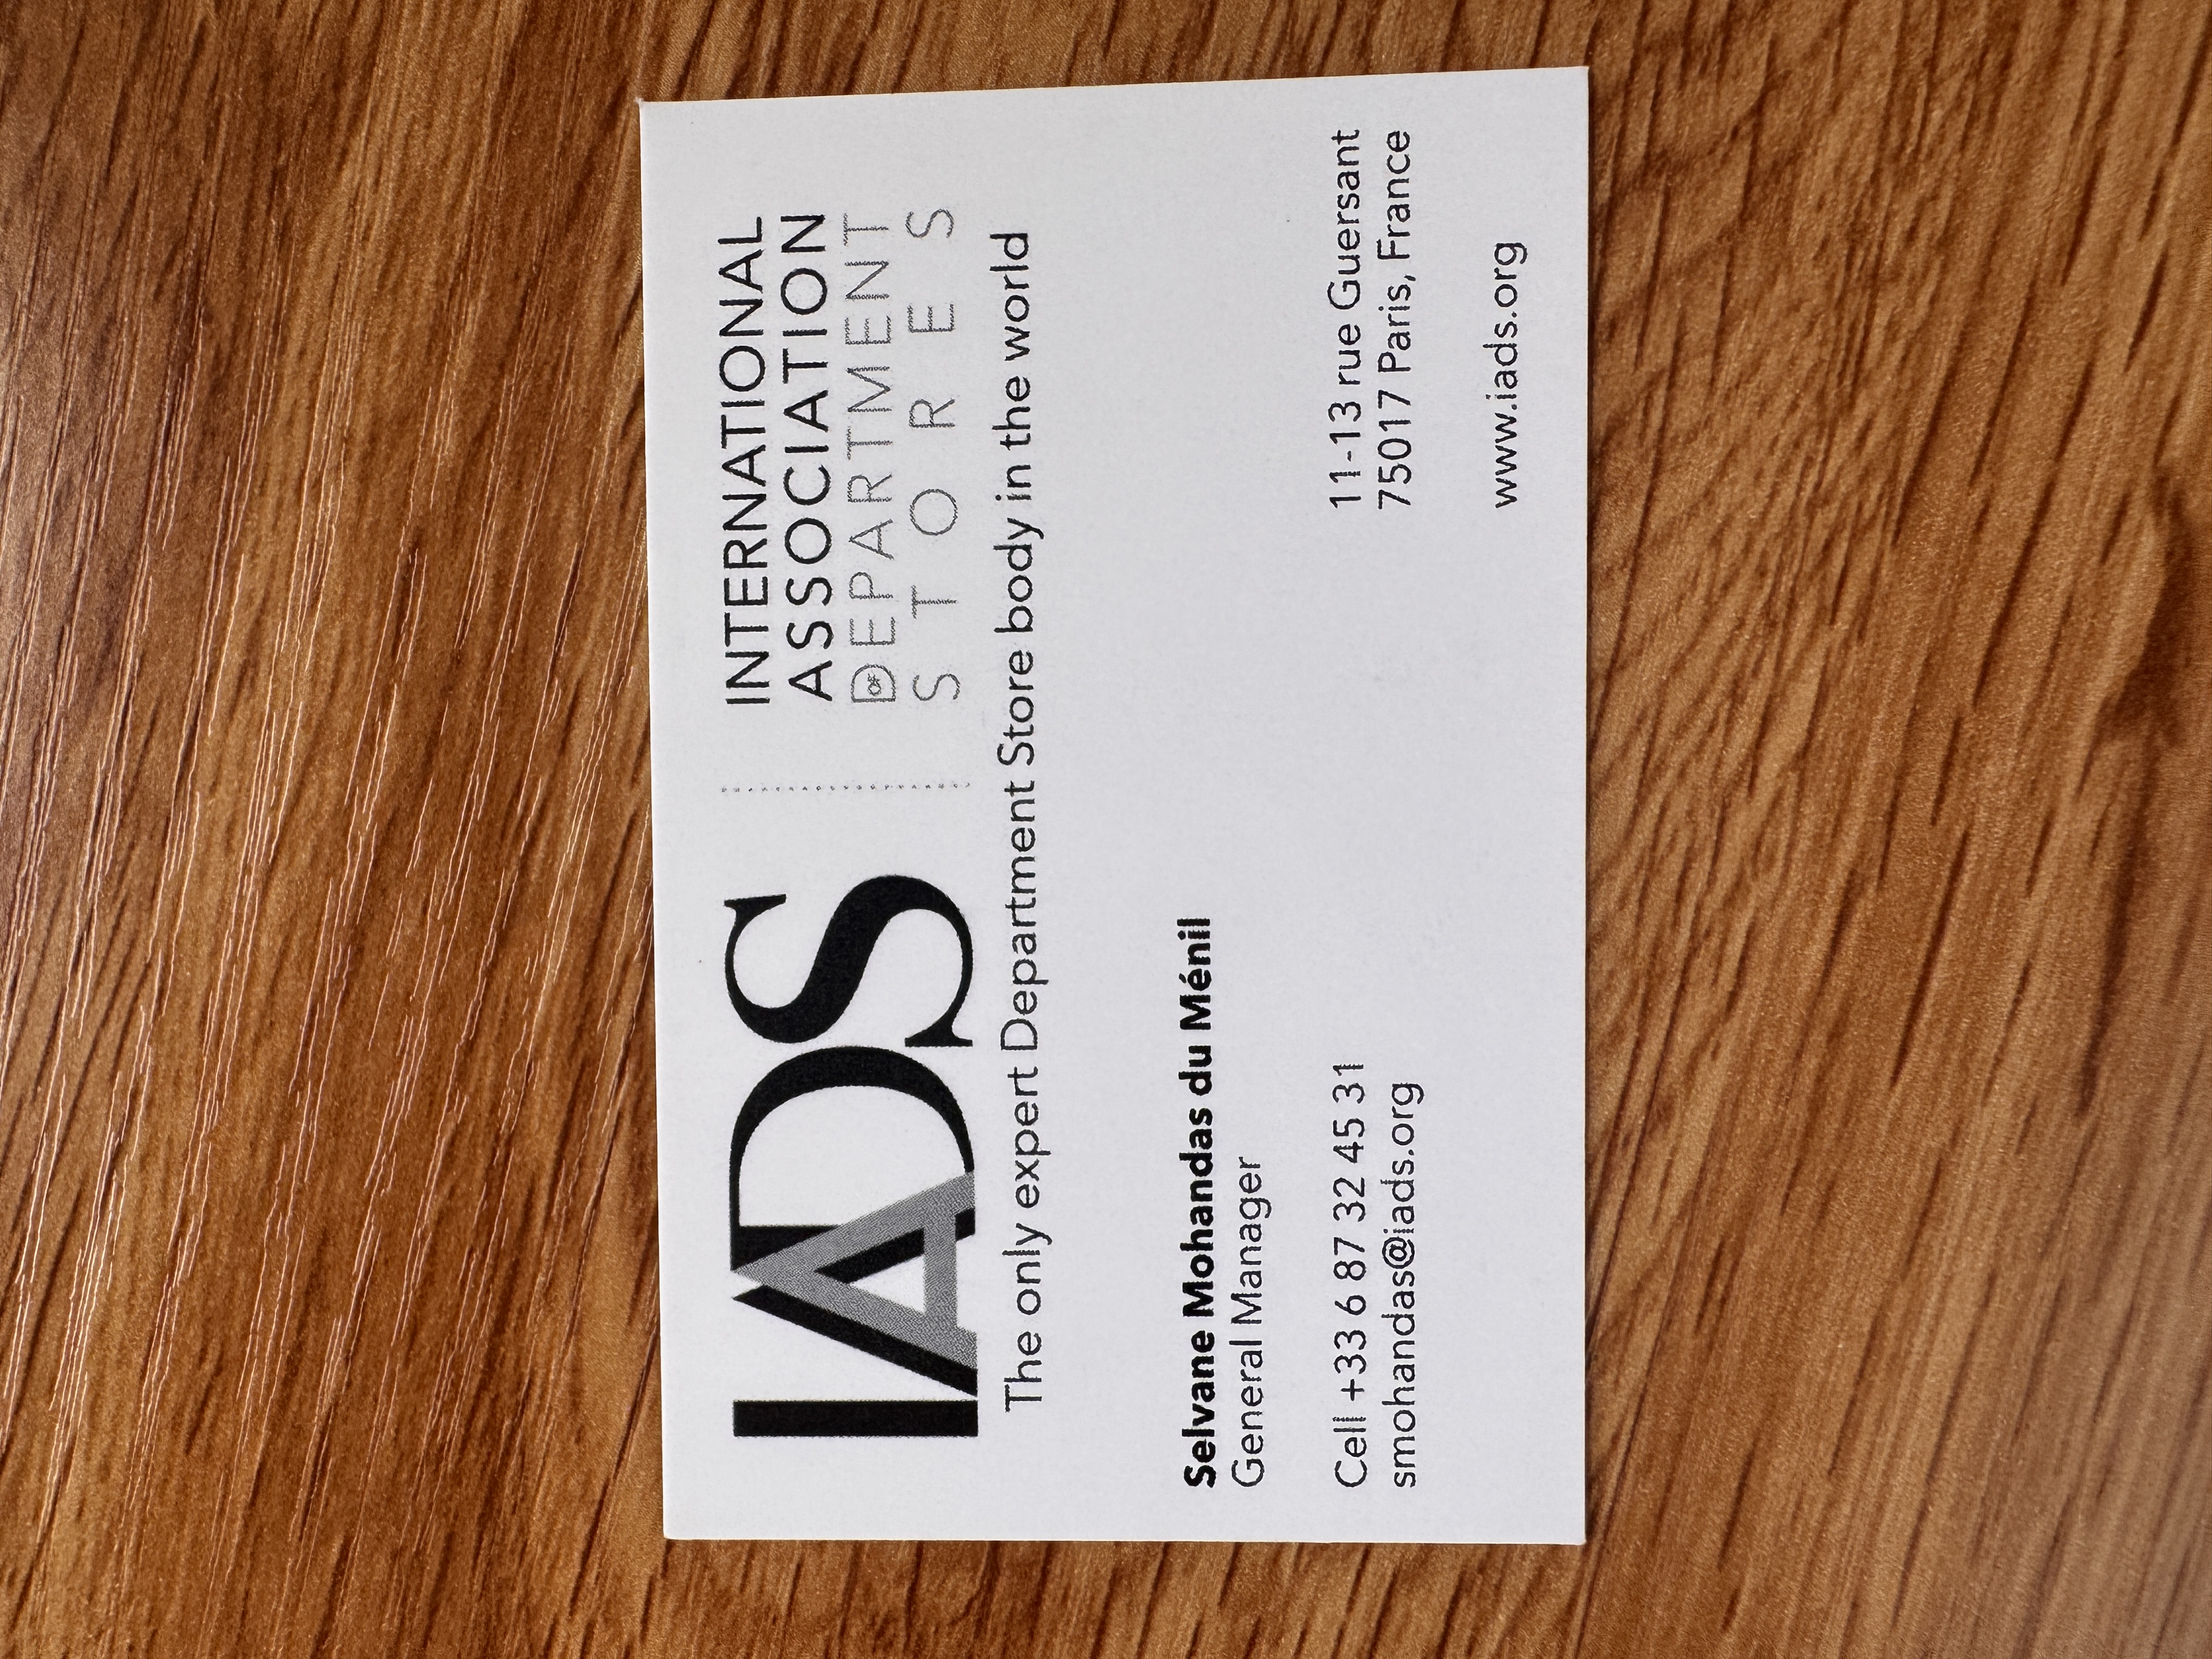 IADS
INTERNATIONAL
ASSOCIATION
OF DEPARTMENT
STORES
The only expert Department Store body in the world
Selvane Mohandas du Ménil
General Manager
Cell +33 6 87 32 45 31
smohandas@iads.org
11-13 rue Guersant
75017 Paris, France
www.iads.org